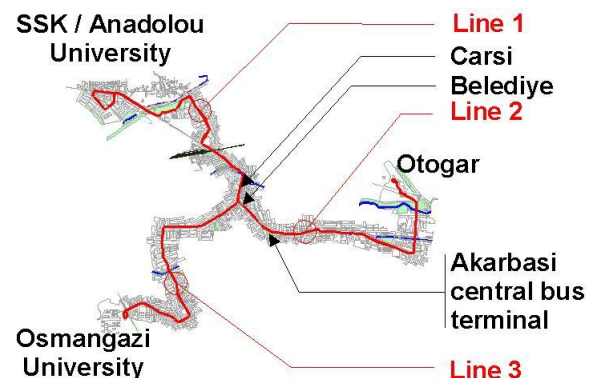 SSK / Anadolou
University
Line 1
Carsi
Belediye
Line 2
Otogar
Akarbasi
central bus
terminal
Osmangazi
University
Line 3